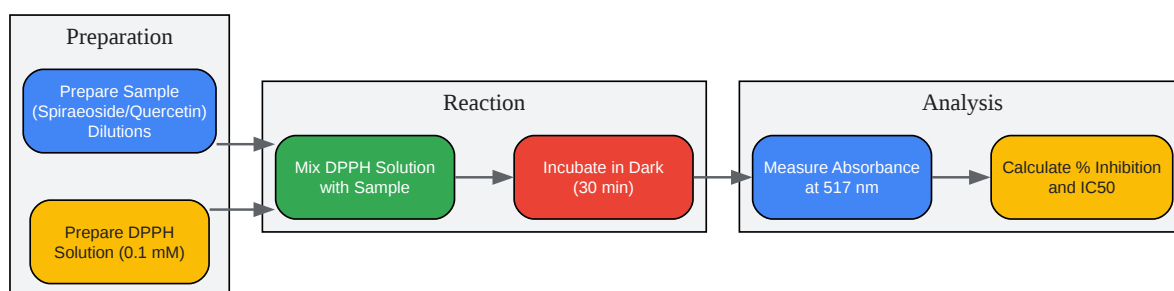 Preparation
Prepare Sample
(Spiraeoside/Quercetin)
Dilutions
Prepare DPPH
Solution (0.1 mM)
Reaction
Mix DPPH Solution
with Sample
Incubate in Dark
(30 min)
Analysis
Measure Absorbance
at 517 nm
Calculate % Inhibition
and IC50